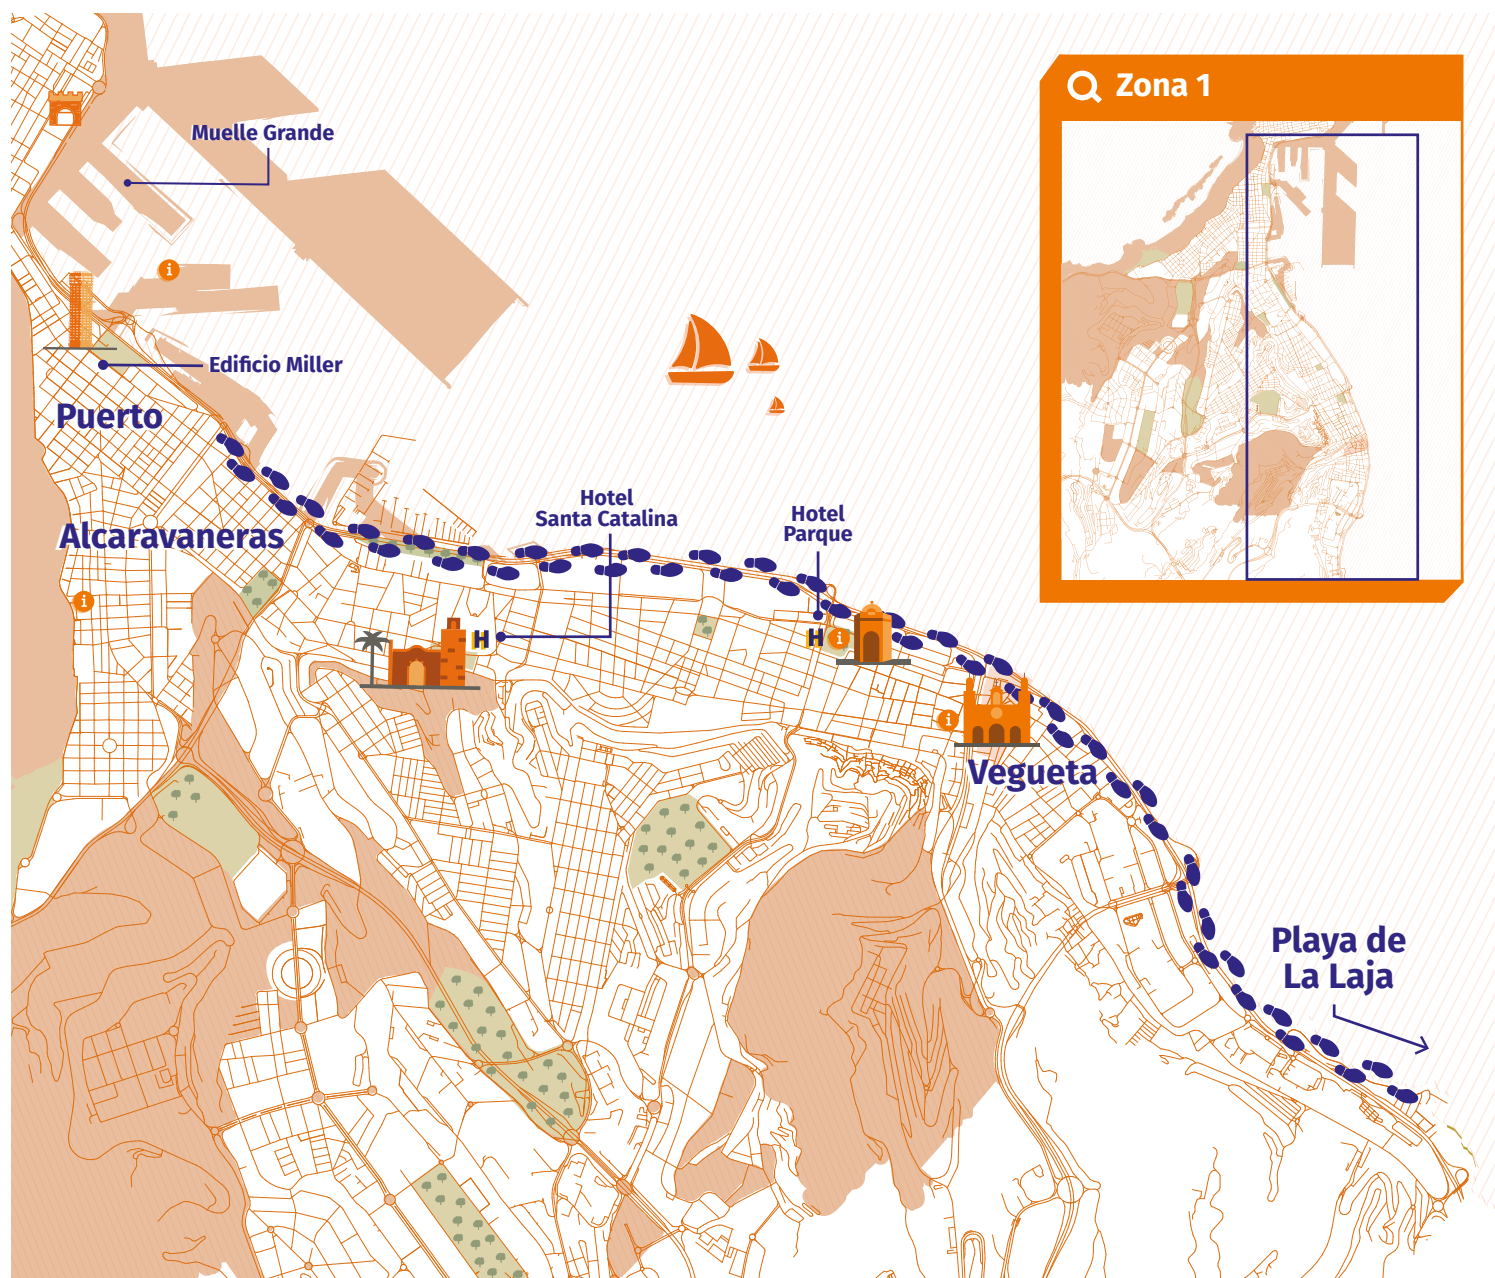 Zona 1
Muelle Grande
i
Edificio Miller
Puerto
Hotel
Santa Catalina
Hotel
Parque
Alcaravaneras
i
H
H
i
i
Vegueta
Playa de
La Laja